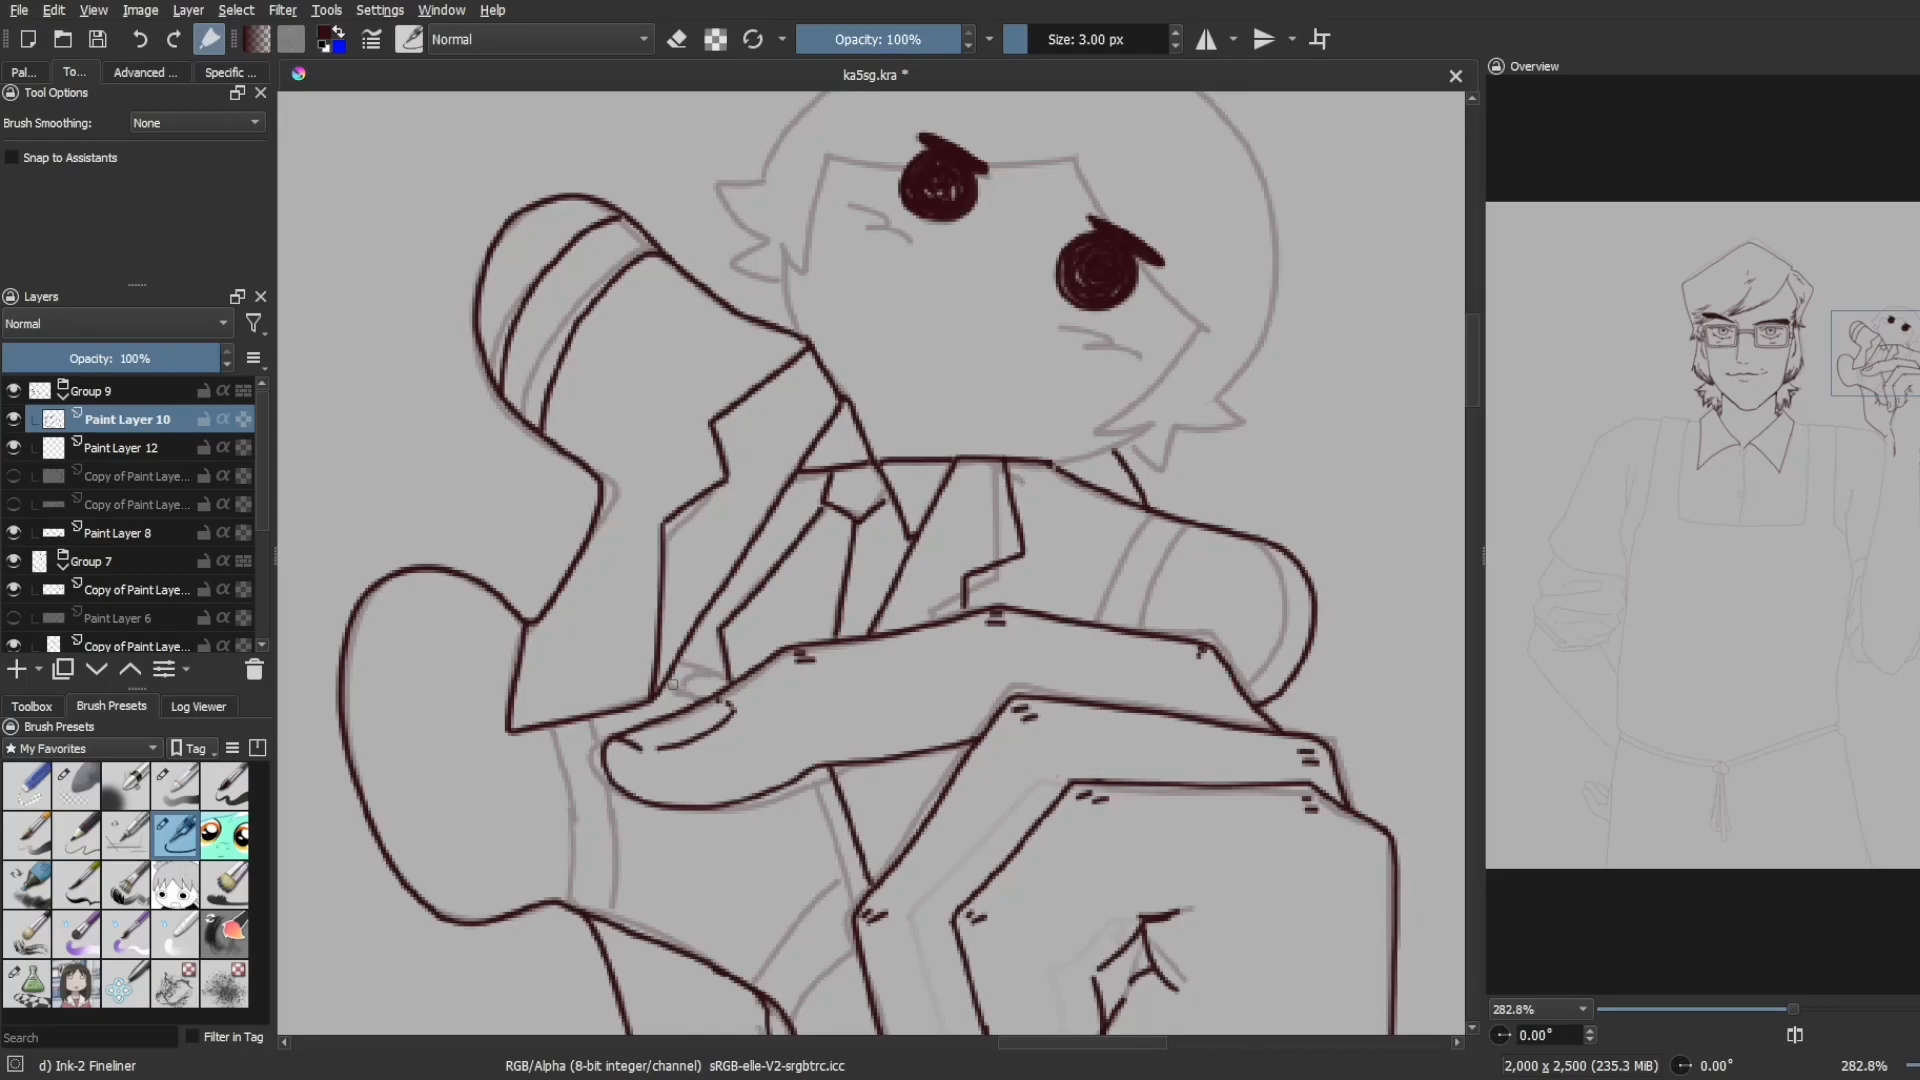 File Edit View Image Layer Select Filter Tools Settings Window Help
Normal Opacity: 100% Size: 3.00 px
Pal... To... Advanced ... Specific ...
ka5sg.kra *
Overview
Tool Options
Brush Smoothing: None
Snap to Assistants
Layers
Normal
Opacity: 100%
Group 9
Paint Layer 10
Paint Layer 12
Copy of Paint Laye...
Copy of Paint Laye...
Paint Layer 8
Group 7
Copy of Paint Laye...
Paint Layer 6
Copy of Paint Laye...
Toolbox Brush Presets Log Viewer
Brush Presets
★ My Favorites Tag
Search Filter in Tag
282.8%
0.00°
d) Ink-2 Fineliner RGB/Alpha (8-bit integer/channel) sRGB-elle-V2-srgbtrc.icc 2,000 x 2,500 (235.3 MiB) 0.00° 282.8%